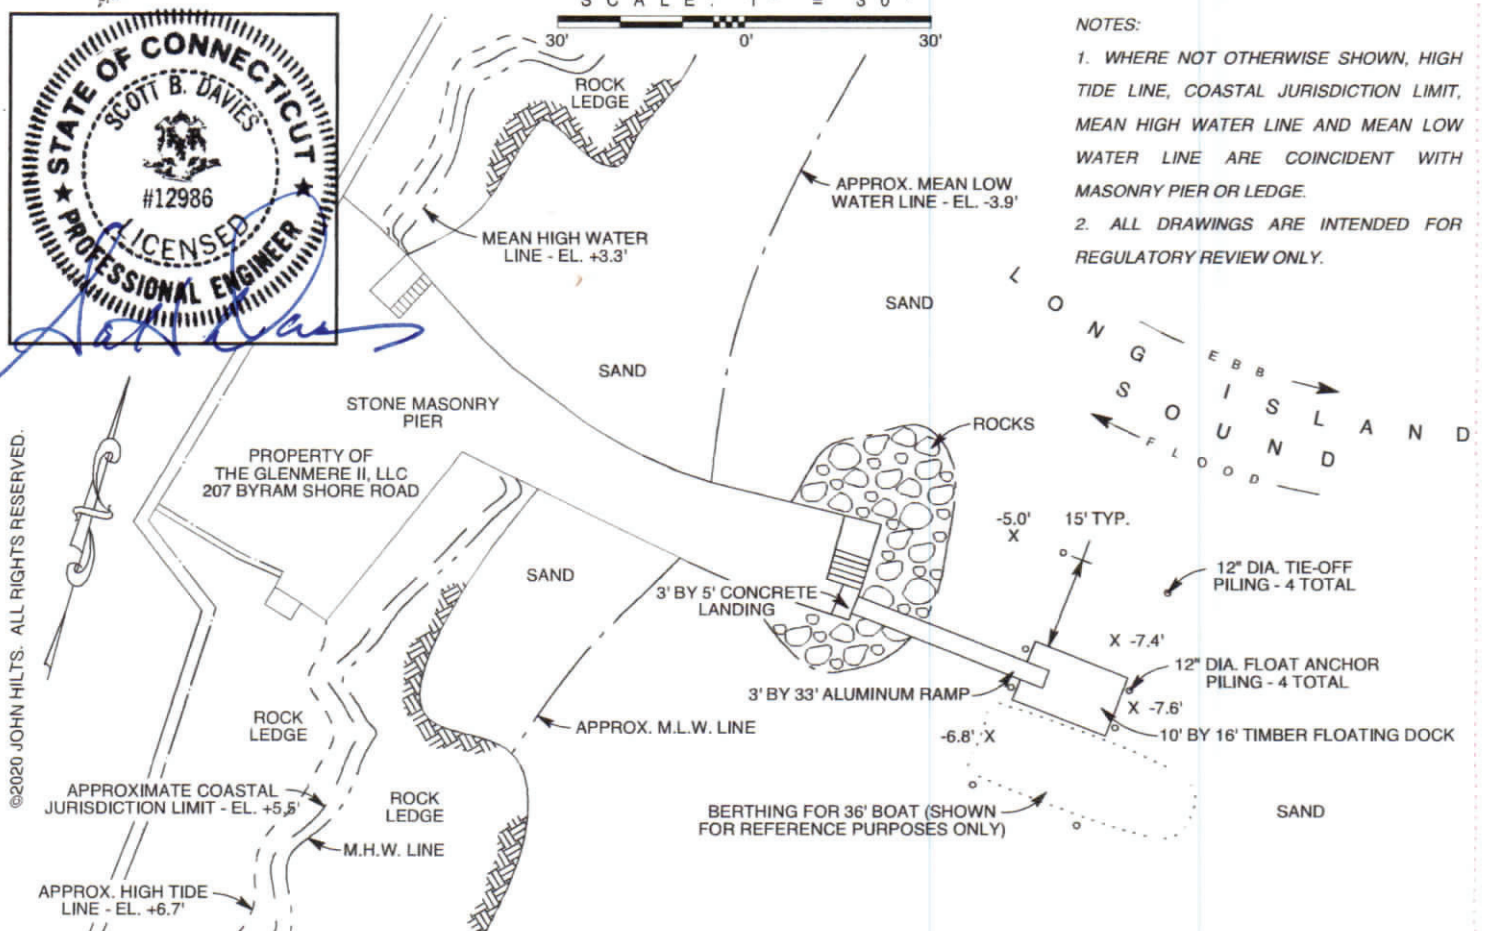 SCALE: 1" = 30'
30' 0' 30'
NOTES:
1. WHERE NOT OTHERWISE SHOWN, HIGH
TIDE LINE, COASTAL JURISDICTION LIMIT,
MEAN HIGH WATER LINE AND MEAN LOW
WATER LINE ARE COINCIDENT WITH
MASONRY PIER OR LEDGE.
2. ALL DRAWINGS ARE INTENDED FOR
REGULATORY REVIEW ONLY.
STATE OF CONNECTICUT
SCOTT B. DAVIES
#12986
LICENSED
PROFESSIONAL ENGINEER
ROCK
LEDGE
APPROX. MEAN LOW
WATER LINE - EL. -3.9'
MEAN HIGH WATER
LINE - EL. +3.3'
SAND
SAND
LONG ISLAND
SOUND
EBB
FLOOD
STONE MASONRY
PIER
ROCKS
PROPERTY OF
THE GLENMERE II, LLC
207 BYRAM SHORE ROAD
-5.0'
X
15' TYP.
SAND
12" DIA. TIE-OFF
PILING - 4 TOTAL
3' BY 5' CONCRETE
LANDING
X -7.4'
12" DIA. FLOAT ANCHOR
PILING - 4 TOTAL
3' BY 33' ALUMINUM RAMP
X -7.6'
ROCK
LEDGE
APPROX. M.L.W. LINE
-6.8' X
10' BY 16' TIMBER FLOATING DOCK
APPROXIMATE COASTAL
JURISDICTION LIMIT - EL. +5.5'
ROCK
LEDGE
BERTHING FOR 36' BOAT (SHOWN
FOR REFERENCE PURPOSES ONLY)
SAND
M.H.W. LINE
APPROX. HIGH TIDE
LINE - EL. +6.7'
©2020 JOHN HILTS. ALL RIGHTS RESERVED.